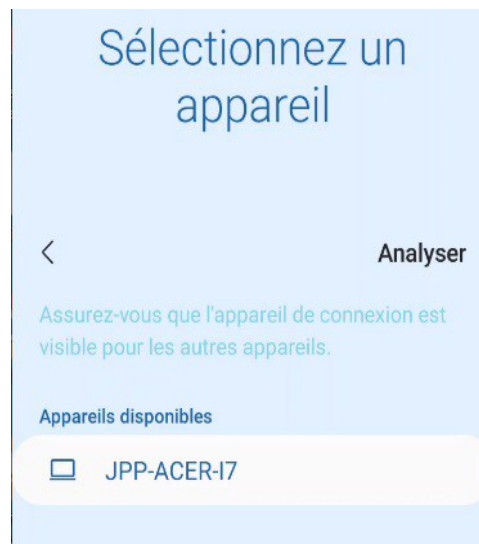 Sélectionnez un
appareil
Analyser
Assurez-vous que l'appareil de connexion est
visible pour les autres appareils.
Appareils disponibles
JPP-ACER-I7